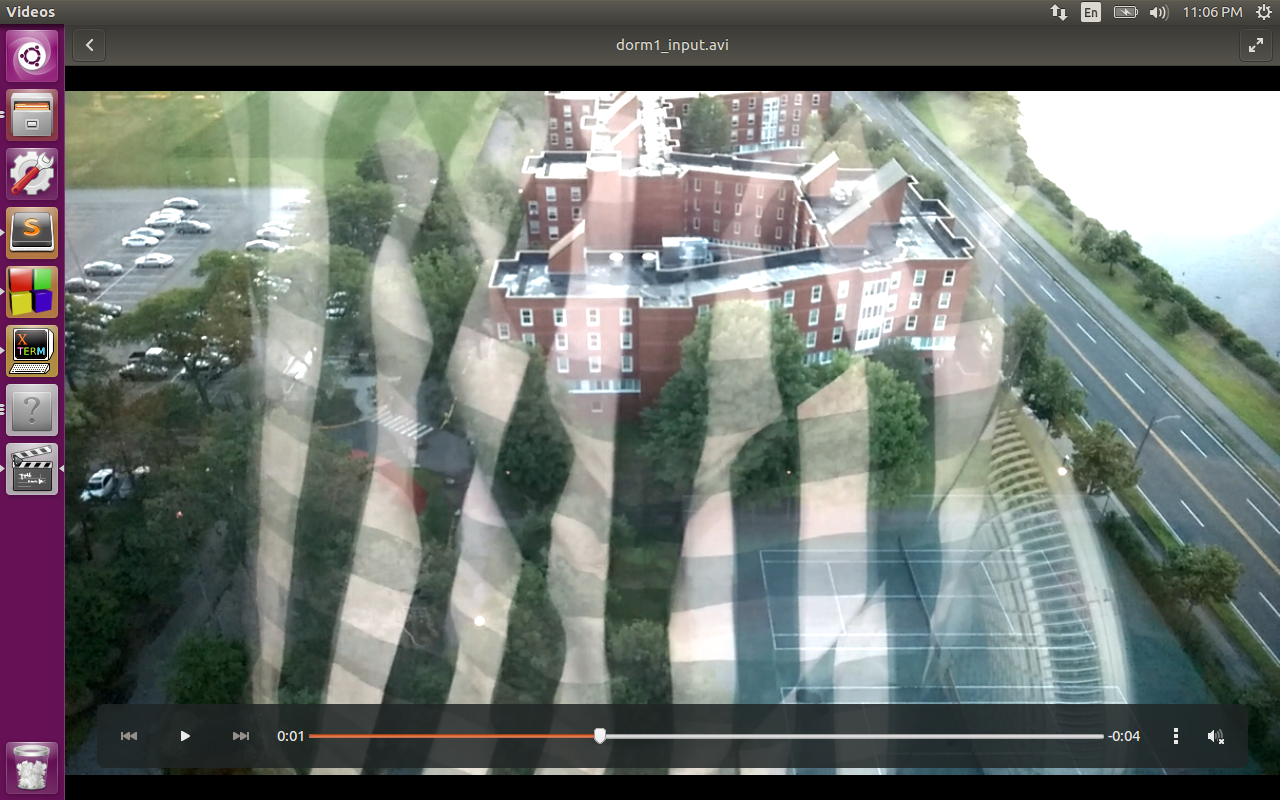 Videos
En
11:06 PM
dorm1_input.avi
S
X
TERM
?
0:01
-0:04